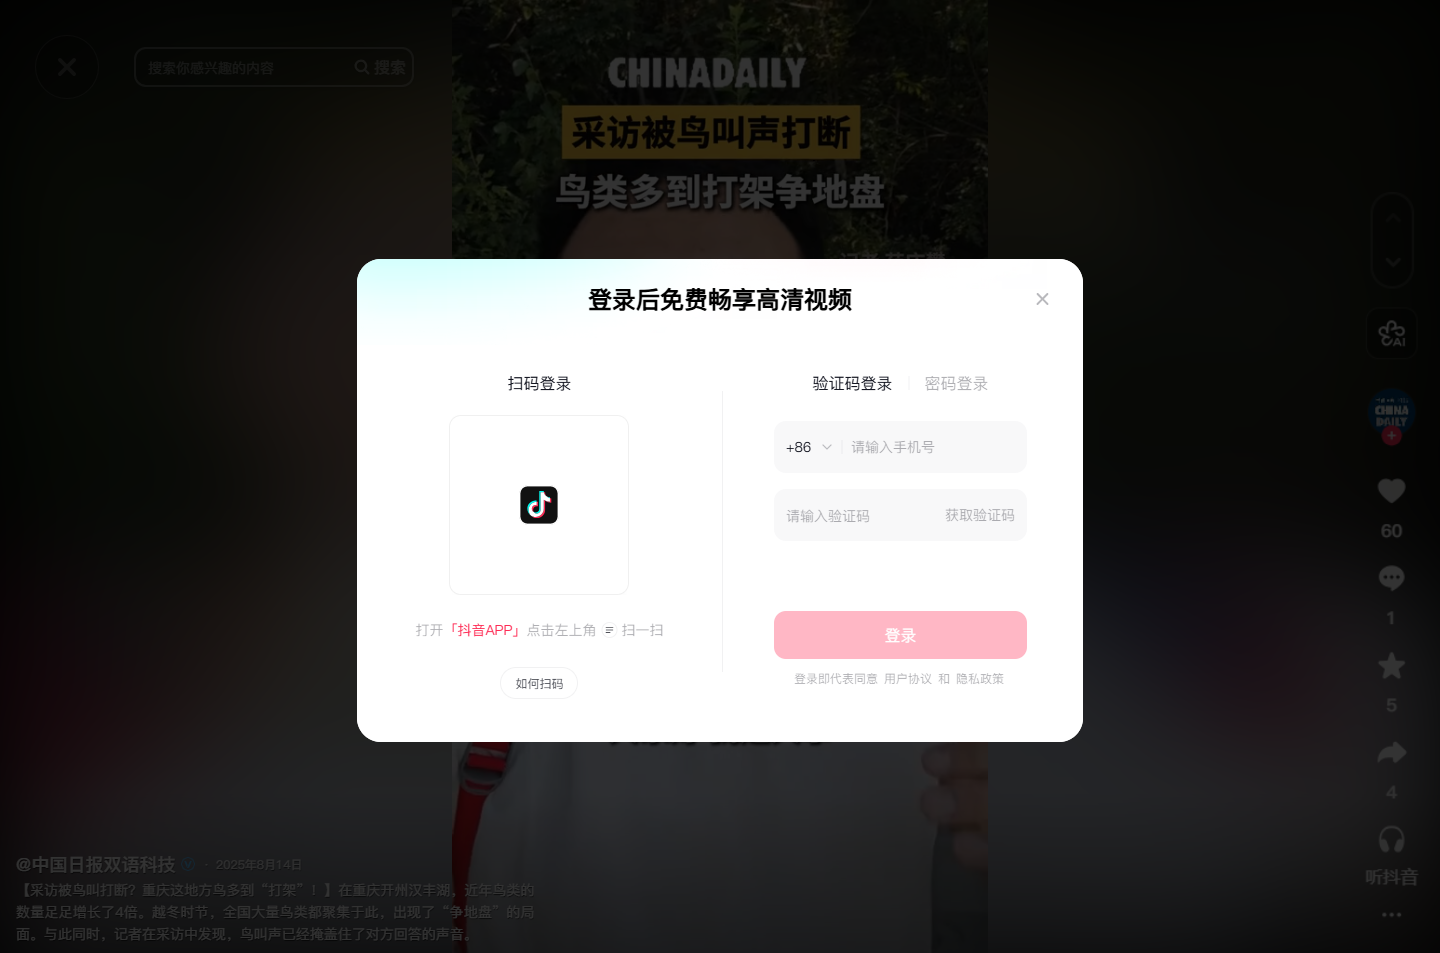 搜索你感兴趣的内容
搜索
CHINADAILY
采访被鸟叫声打断
鸟类多到打架争地盘
登录后免费畅享高清视频
扫码登录
打开「抖音APP」点击左上角 扫一扫
如何扫码
验证码登录
密码登录
+86 请输入手机号
请输入验证码 获取验证码
登录
登录即代表同意 用户协议 和 隐私政策
AI
CHINA
DAILY
60
1
5
4
听抖音
@中国日报双语科技 · 2025年8月14日
【采访被鸟叫打断？重庆这地方鸟多到“打架”！】在重庆开州汉丰湖，近年鸟类的
数量足足增长了4倍。越冬时节，全国大量鸟类都聚集于此，出现了“争地盘”的局
面。与此同时，记者在采访中发现，鸟叫声已经掩盖住了对方回答的声音。